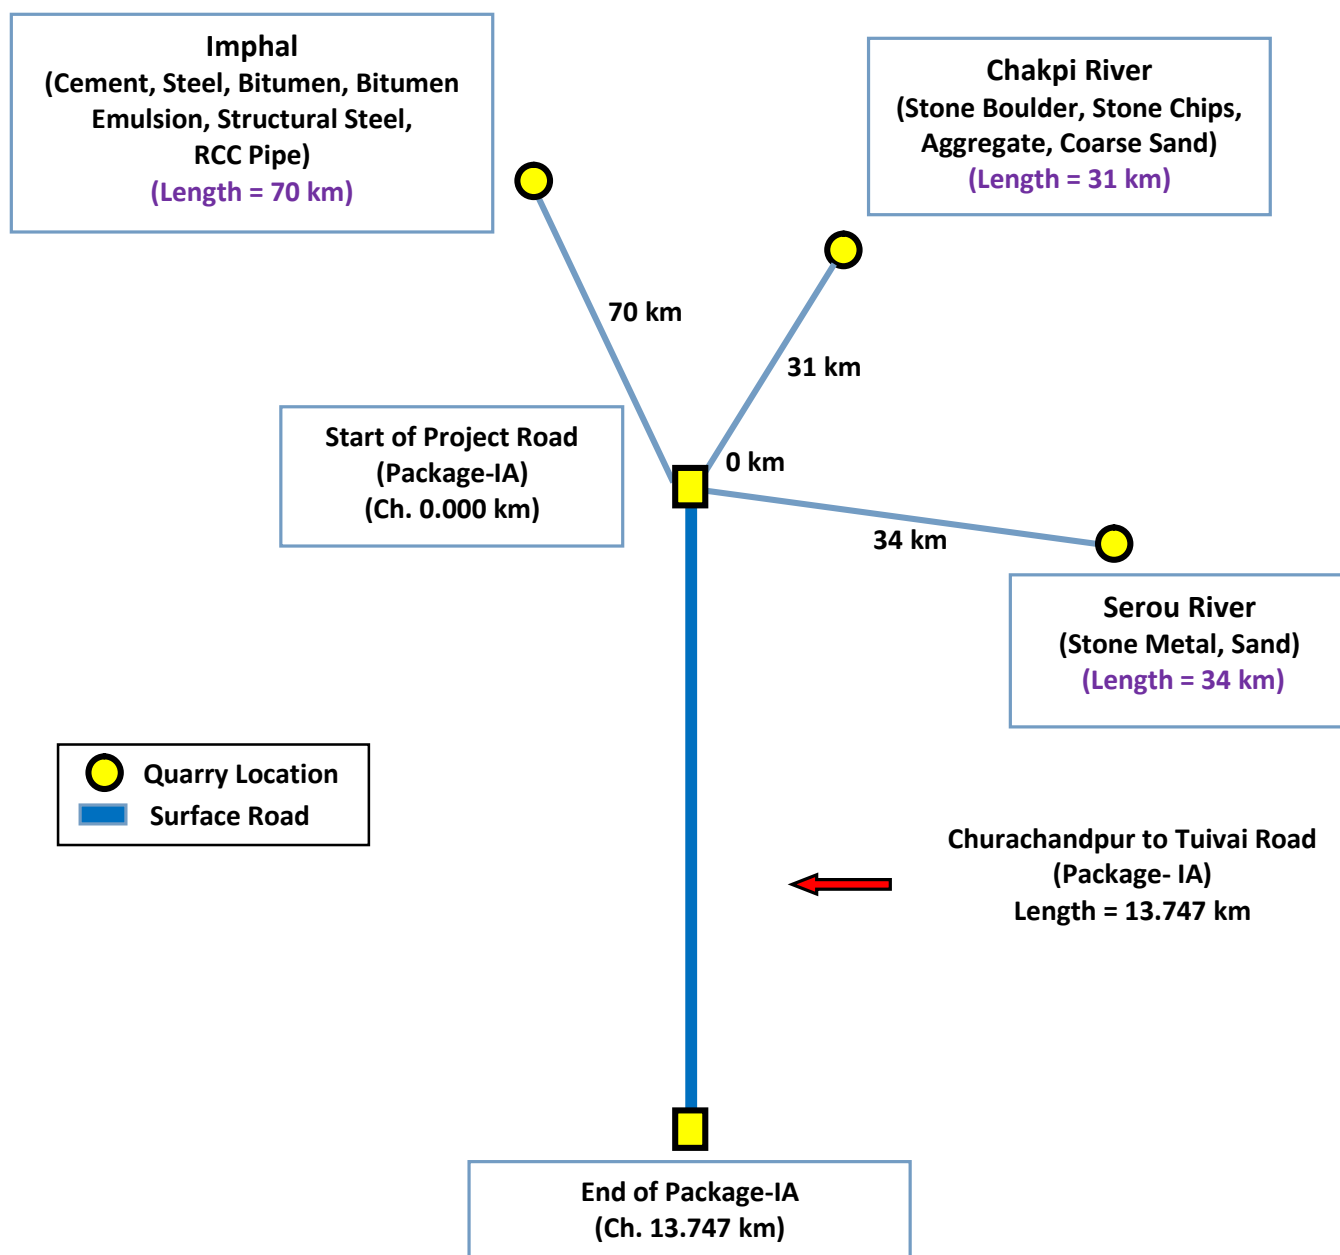 Imphal
(Cement, Steel, Bitumen, Bitumen
Emulsion, Structural Steel,
RCC Pipe)
(Length = 70 km)
Chakpi River
(Stone Boulder, Stone Chips,
Aggregate, Coarse Sand)
(Length = 31 km)
70 km
31 km
Start of Project Road
(Package-IA)
(Ch. 0.000 km)
0 km
34 km
Serou River
(Stone Metal, Sand)
(Length = 34 km)
Quarry Location
Surface Road
Churachandpur to Tuivai Road
(Package- IA)
Length = 13.747 km
End of Package-IA
(Ch. 13.747 km)